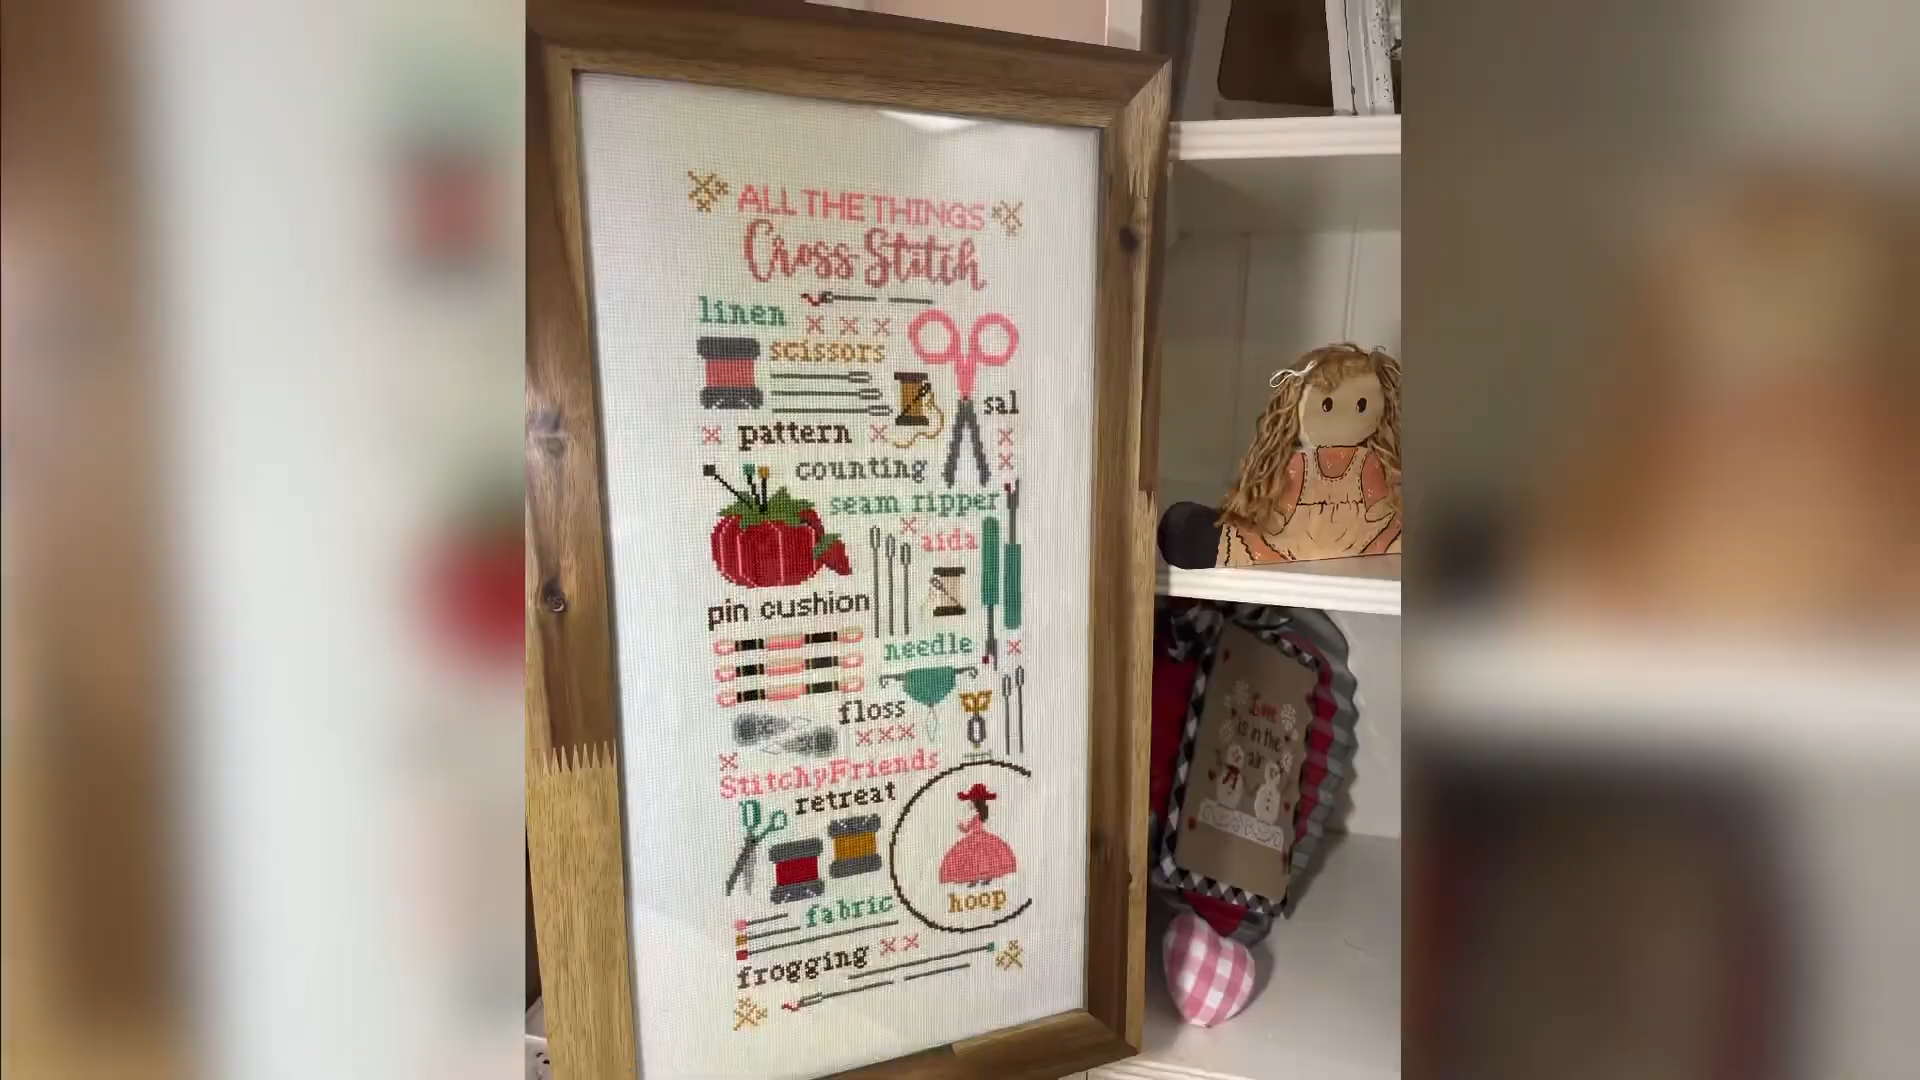 ALL THE THINGS
Cross Stitch
linen
scissors
sal
pattern
counting
seam ripper
aida
pin cushion
needle
floss
StitchyFriends
retreat
hoop
fabric
frogging
Love
is in the
air